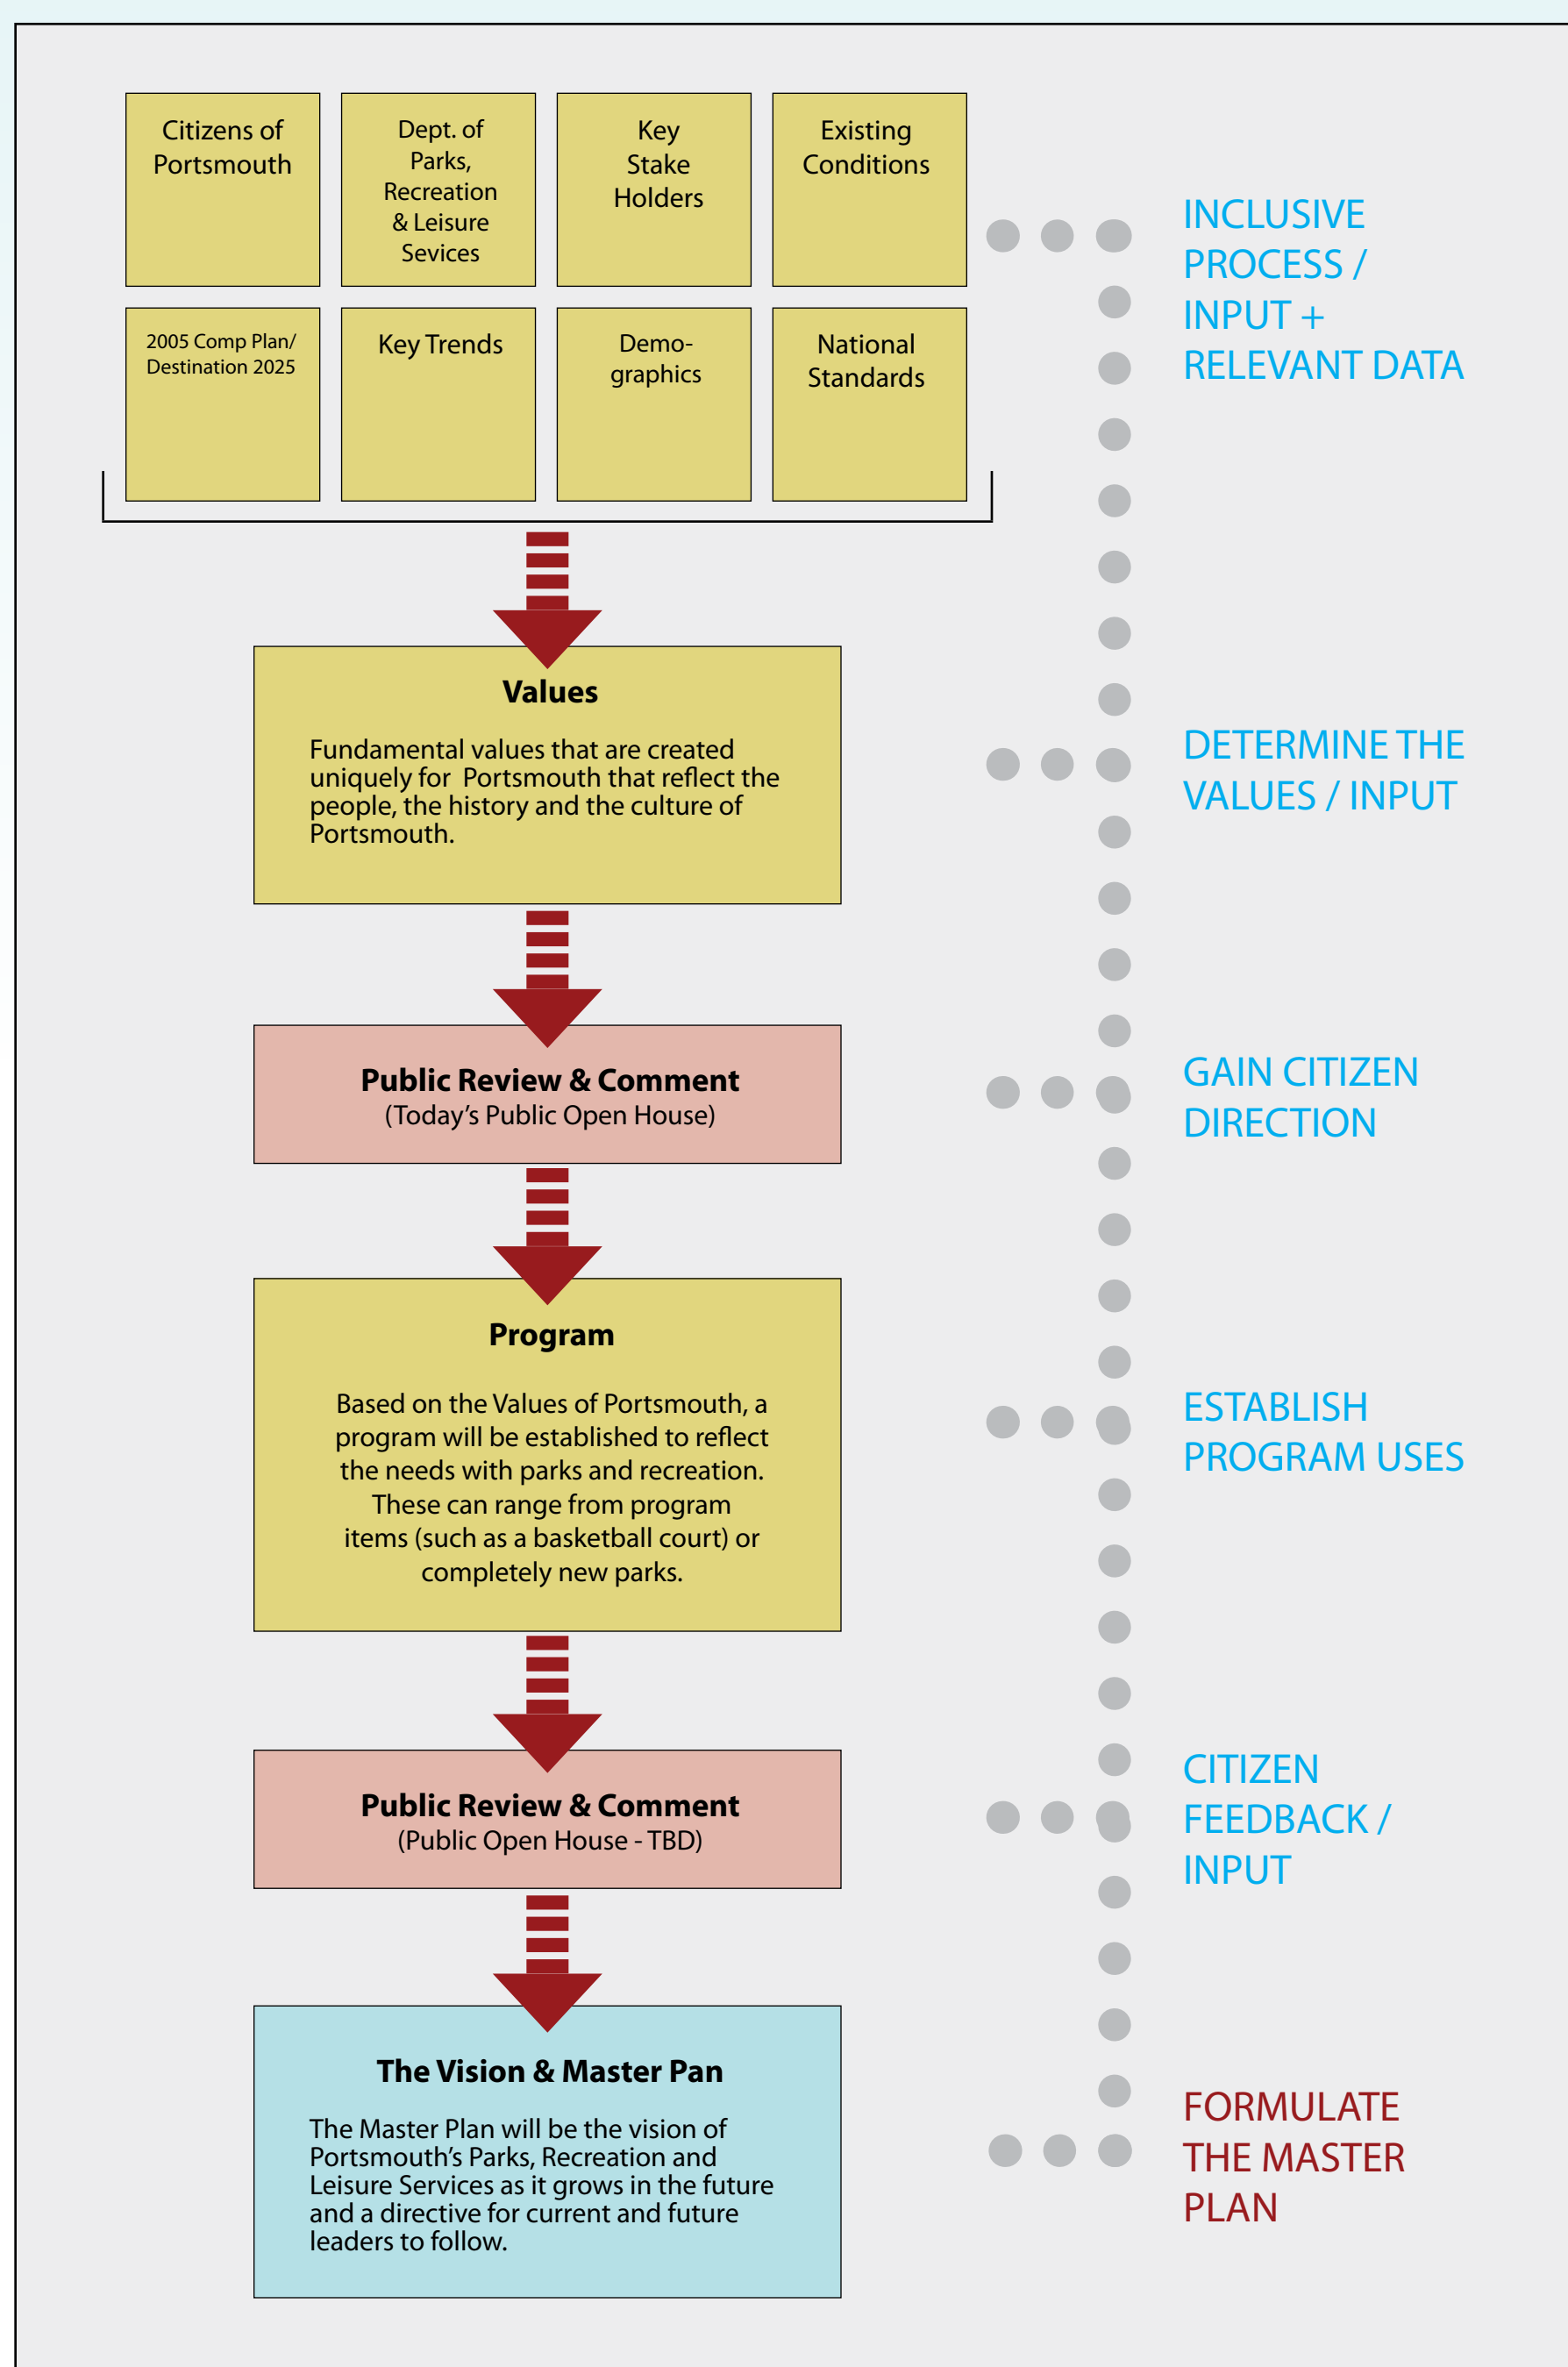 Citizens of
Portsmouth
Dept. of
Parks,
Recreation
& Leisure
Sevices
Key
Stake
Holders
Existing
Conditions
2005 Comp Plan/
Destination 2025
Key Trends
Demo-
graphics
National
Standards
INCLUSIVE
PROCESS /
INPUT +
RELEVANT DATA
Values
Fundamental values that are created
uniquely for Portsmouth that reflect the
people, the history and the culture of
Portsmouth.
DETERMINE THE
VALUES / INPUT
Public Review & Comment
(Today's Public Open House)
GAIN CITIZEN
DIRECTION
Program
Based on the Values of Portsmouth, a
program will be established to reflect
the needs with parks and recreation.
These can range from program
items (such as a basketball court) or
completely new parks.
ESTABLISH
PROGRAM USES
Public Review & Comment
(Public Open House - TBD)
CITIZEN
FEEDBACK /
INPUT
The Vision & Master Pan
The Master Plan will be the vision of
Portsmouth's Parks, Recreation and
Leisure Services as it grows in the future
and a directive for current and future
leaders to follow.
FORMULATE
THE MASTER
PLAN